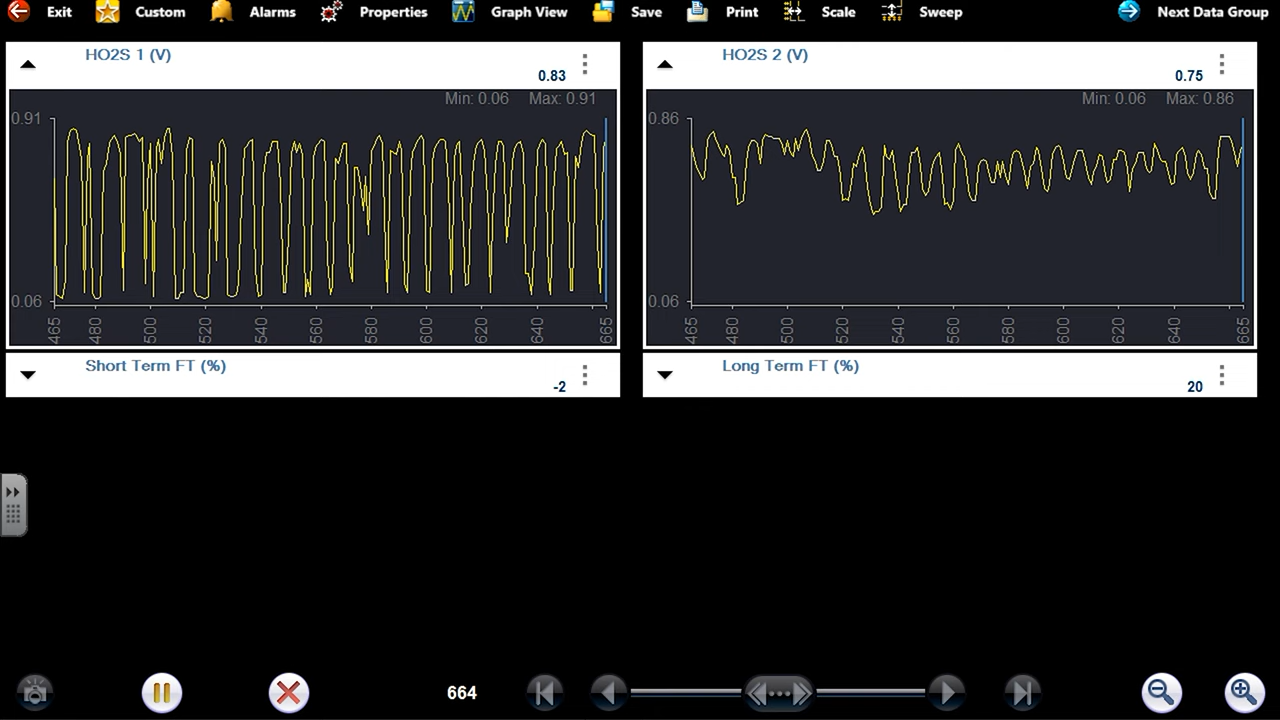 Exit Custom Alarms Properties Graph View Save Print Scale Sweep Next Data Group
HO2S 1 (V)
0.83
Min: 0.06 Max: 0.91
0.91
0.06
465 480 500 520 540 560 580 600 620 640 665
HO2S 2 (V)
0.75
Min: 0.06 Max: 0.86
0.86
0.06
465 480 500 520 540 560 580 600 620 640 665
Short Term FT (%)
-2
Long Term FT (%)
20
664